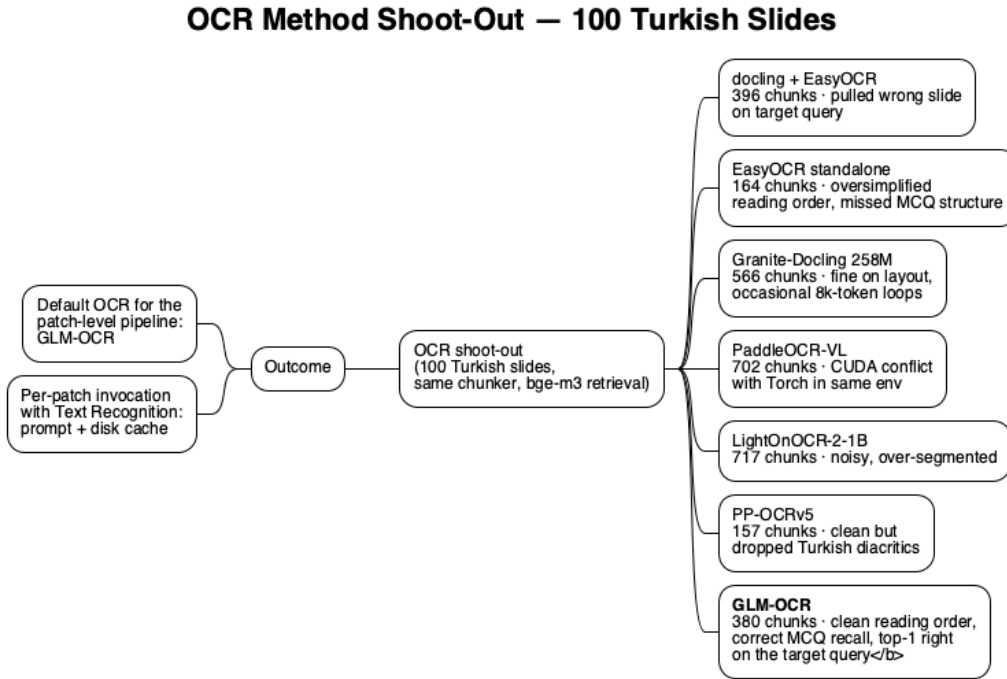 OCR Method Shoot-Out — 100 Turkish Slides
Default OCR for the
patch-level pipeline:
GLM-OCR
Per-patch invocation
with Text Recognition:
prompt + disk cache
Outcome
OCR shoot-out
(100 Turkish slides,
same chunker, bge-m3 retrieval)
docling + EasyOCR
396 chunks · pulled wrong slide
on target query
EasyOCR standalone
164 chunks · oversimplified
reading order, missed MCQ structure
Granite-Docling 258M
566 chunks · fine on layout,
occasional 8k-token loops
PaddleOCR-VL
702 chunks · CUDA conflict
with Torch in same env
LightOnOCR-2-1B
717 chunks · noisy, over-segmented
PP-OCRv5
157 chunks · clean but
dropped Turkish diacritics
GLM-OCR
380 chunks · clean reading order,
correct MCQ recall, top-1 right
on the target query</b>